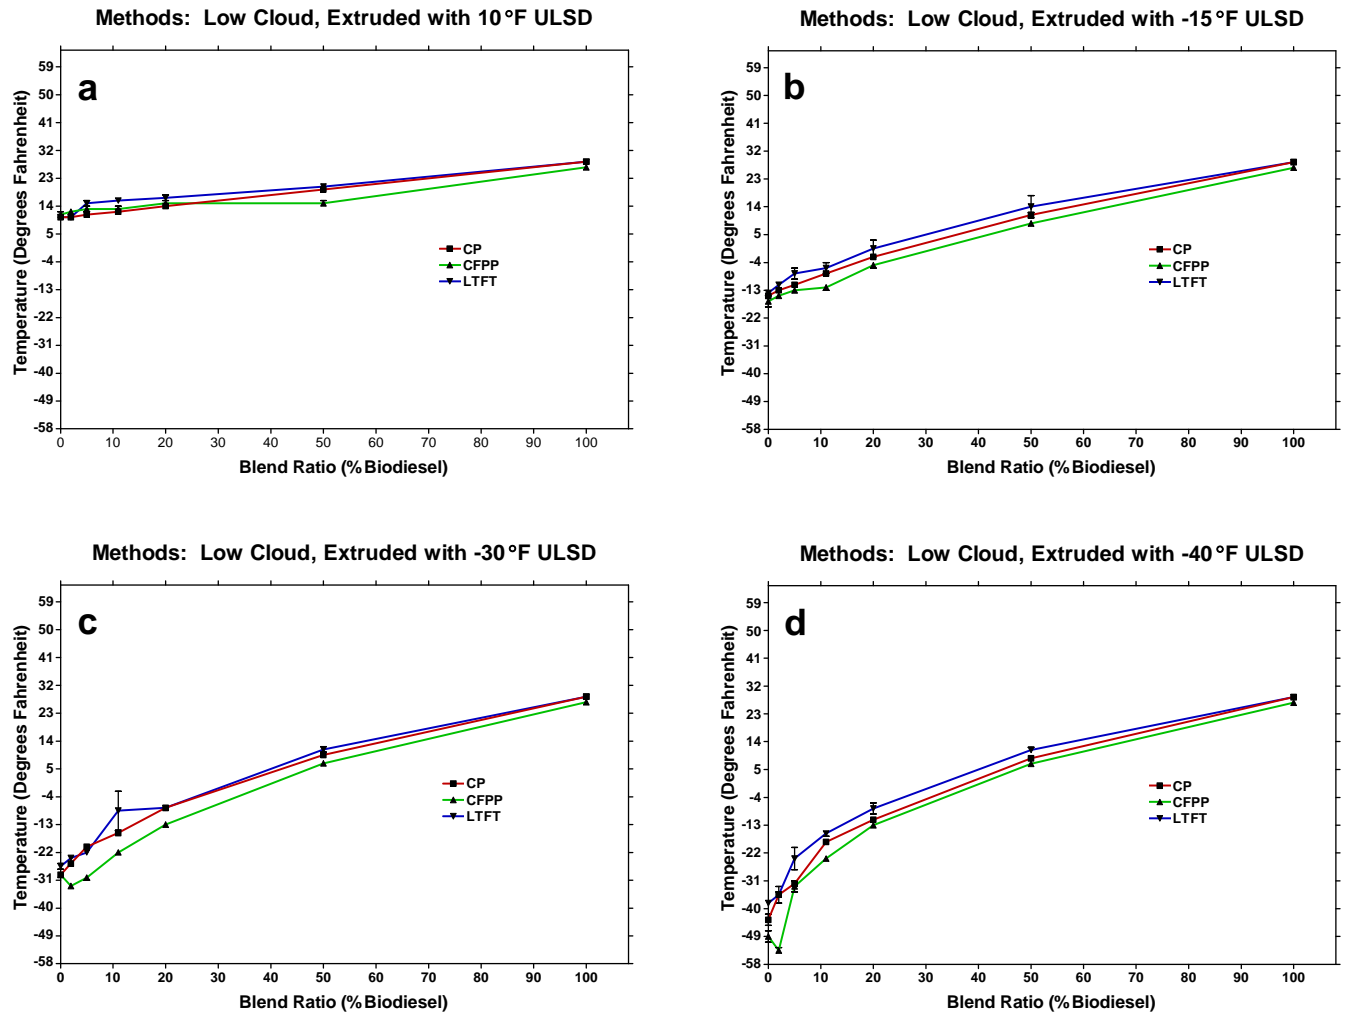 Methods: Low Cloud, Extruded with 10°F ULSD
a
Temperature (Degrees Fahrenheit)
59
50
41
32
23
14
5
-4
-13
-22
-31
-40
-49
-58
CP
CFPP
LTFT
0 10 20 30 40 50 60 70 80 90 100
Blend Ratio (% Biodiesel)
Methods: Low Cloud, Extruded with -15°F ULSD
b
Temperature (Degrees Fahrenheit)
59
50
41
32
23
14
5
-4
-13
-22
-31
-40
-49
-58
CP
CFPP
LTFT
0 10 20 30 40 50 60 70 80 90 100
Blend Ratio (% Biodiesel)
Methods: Low Cloud, Extruded with -30°F ULSD
c
Temperature (Degrees Fahrenheit)
59
50
41
32
23
14
5
-4
-13
-22
-31
-40
-49
-58
CP
CFPP
LTFT
0 10 20 30 40 50 60 70 80 90 100
Blend Ratio (% Biodiesel)
Methods: Low Cloud, Extruded with -40°F ULSD
d
Temperature (Degrees Fahrenheit)
59
50
41
32
23
14
5
-4
-13
-22
-31
-40
-49
-58
CP
CFPP
LTFT
0 10 20 30 40 50 60 70 80 90 100
Blend Ratio (% Biodiesel)